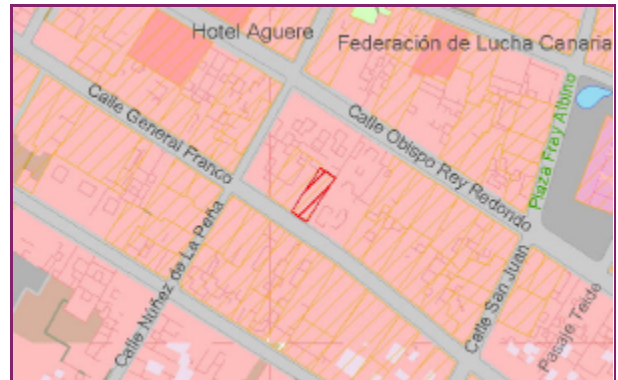 Hotel Aguere
Federación de Lucha Canaria
Calle General Franco
Calle Obispo Rey Redondo
Plaza Fray Albino
Calle Núñez de La Peña
Calle San Juan
Pasaje Teide